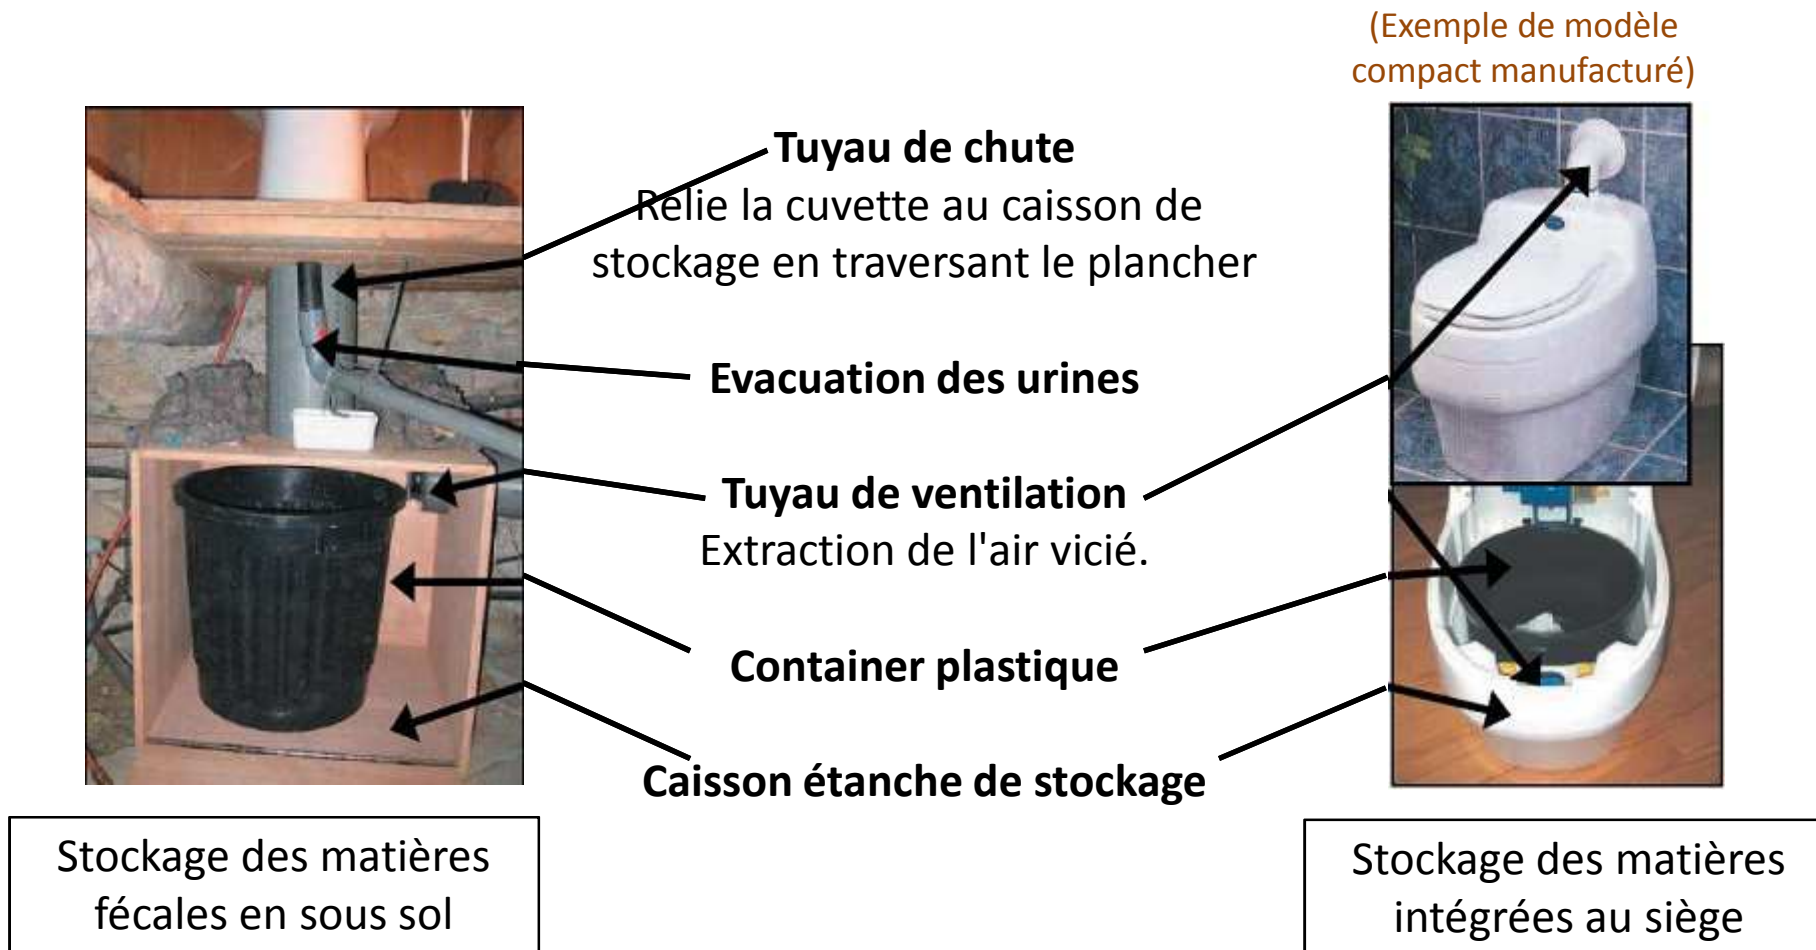 (Exemple de modèle
compact manufacturé)
Tuyau de chute
Relie la cuvette au caisson de
stockage en traversant le plancher
Evacuation des urines
Tuyau de ventilation
Extraction de l'air vicié.
Container plastique
Caisson étanche de stockage
Stockage des matières
fécales en sous sol
Stockage des matières
intégrées au siège